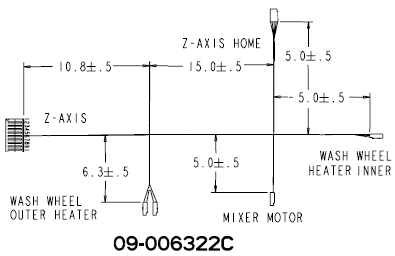 Z-AXIS HOME
5.0±.5
10.8±.5
15.0±.5
5.0±.5
Z-AXIS
WASH WHEEL
HEATER INNER
6.3±.5
5.0±.5
WASH WHEEL
OUTER HEATER
MIXER MOTOR
09-006322C